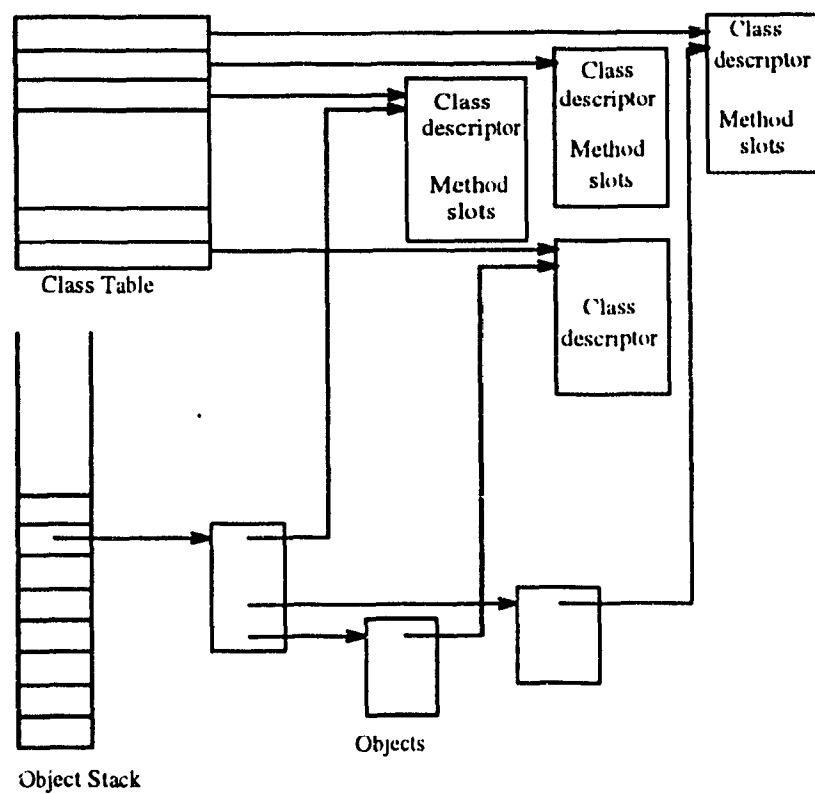 Class
descriptor
Method
slots
Class
descriptor
Method
slots
Class
descriptor
Method
slots
Class Table
Class
descriptor
Objects
Object Stack